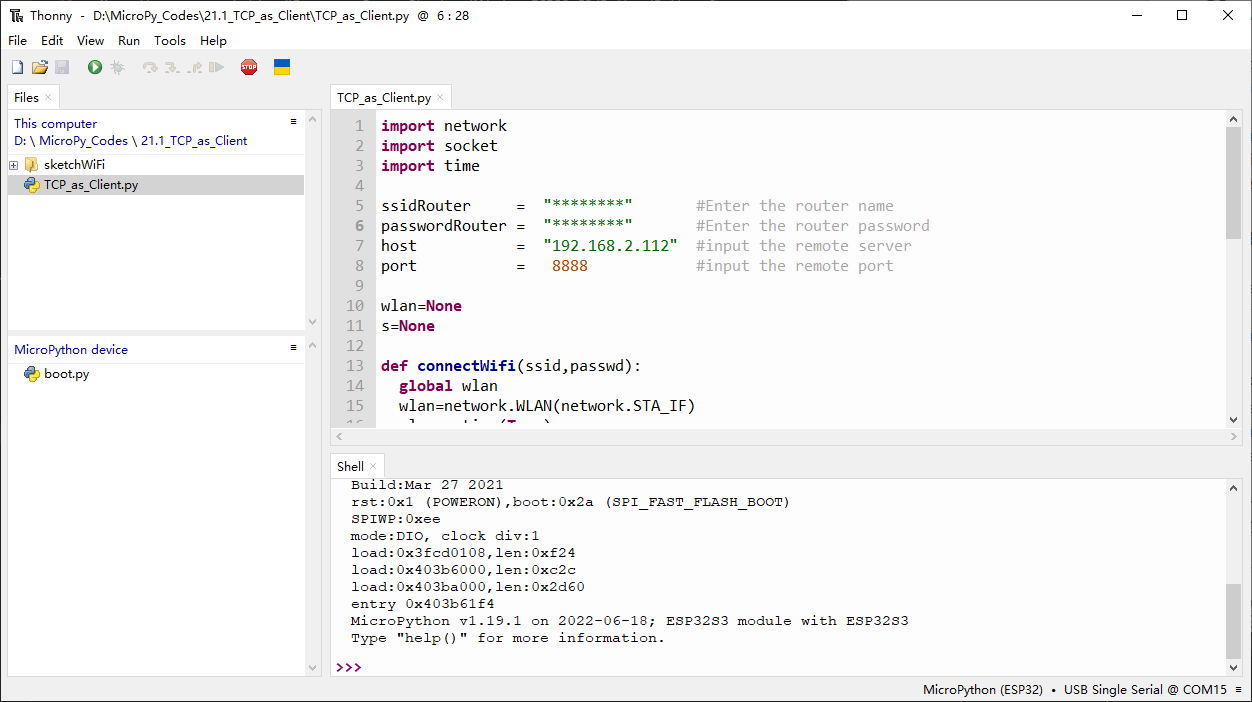 Thonny - D:\MicroPy_Codes\21.1_TCP_as_Client\TCP_as_Client.py @ 6 : 28
File Edit View Run Tools Help
STOP
Files ×
This computer
D: \ MicroPy_Codes \ 21.1_TCP_as_Client
sketchWiFi
TCP_as_Client.py
MicroPython device
boot.py
TCP_as_Client.py ×
1 import network
2 import socket
3 import time
4
5 ssidRouter = "********" #Enter the router name
6 passwordRouter = "********" #Enter the router password
7 host = "192.168.2.112" #input the remote server
8 port = 8888 #input the remote port
9
10 wlan=None
11 s=None
12
13 def connectWifi(ssid,passwd):
14 global wlan
15 wlan=network.WLAN(network.STA_IF)
Shell ×
Build:Mar 27 2021
rst:0x1 (POWERON),boot:0x2a (SPI_FAST_FLASH_BOOT)
SPIWP:0xee
mode:DIO, clock div:1
load:0x3fcd0108,len:0xf24
load:0x403b6000,len:0xc2c
load:0x403ba000,len:0x2d60
entry 0x403b61f4
MicroPython v1.19.1 on 2022-06-18; ESP32S3 module with ESP32S3
Type "help()" for more information.
>>>
MicroPython (ESP32) • USB Single Serial @ COM15 ≡